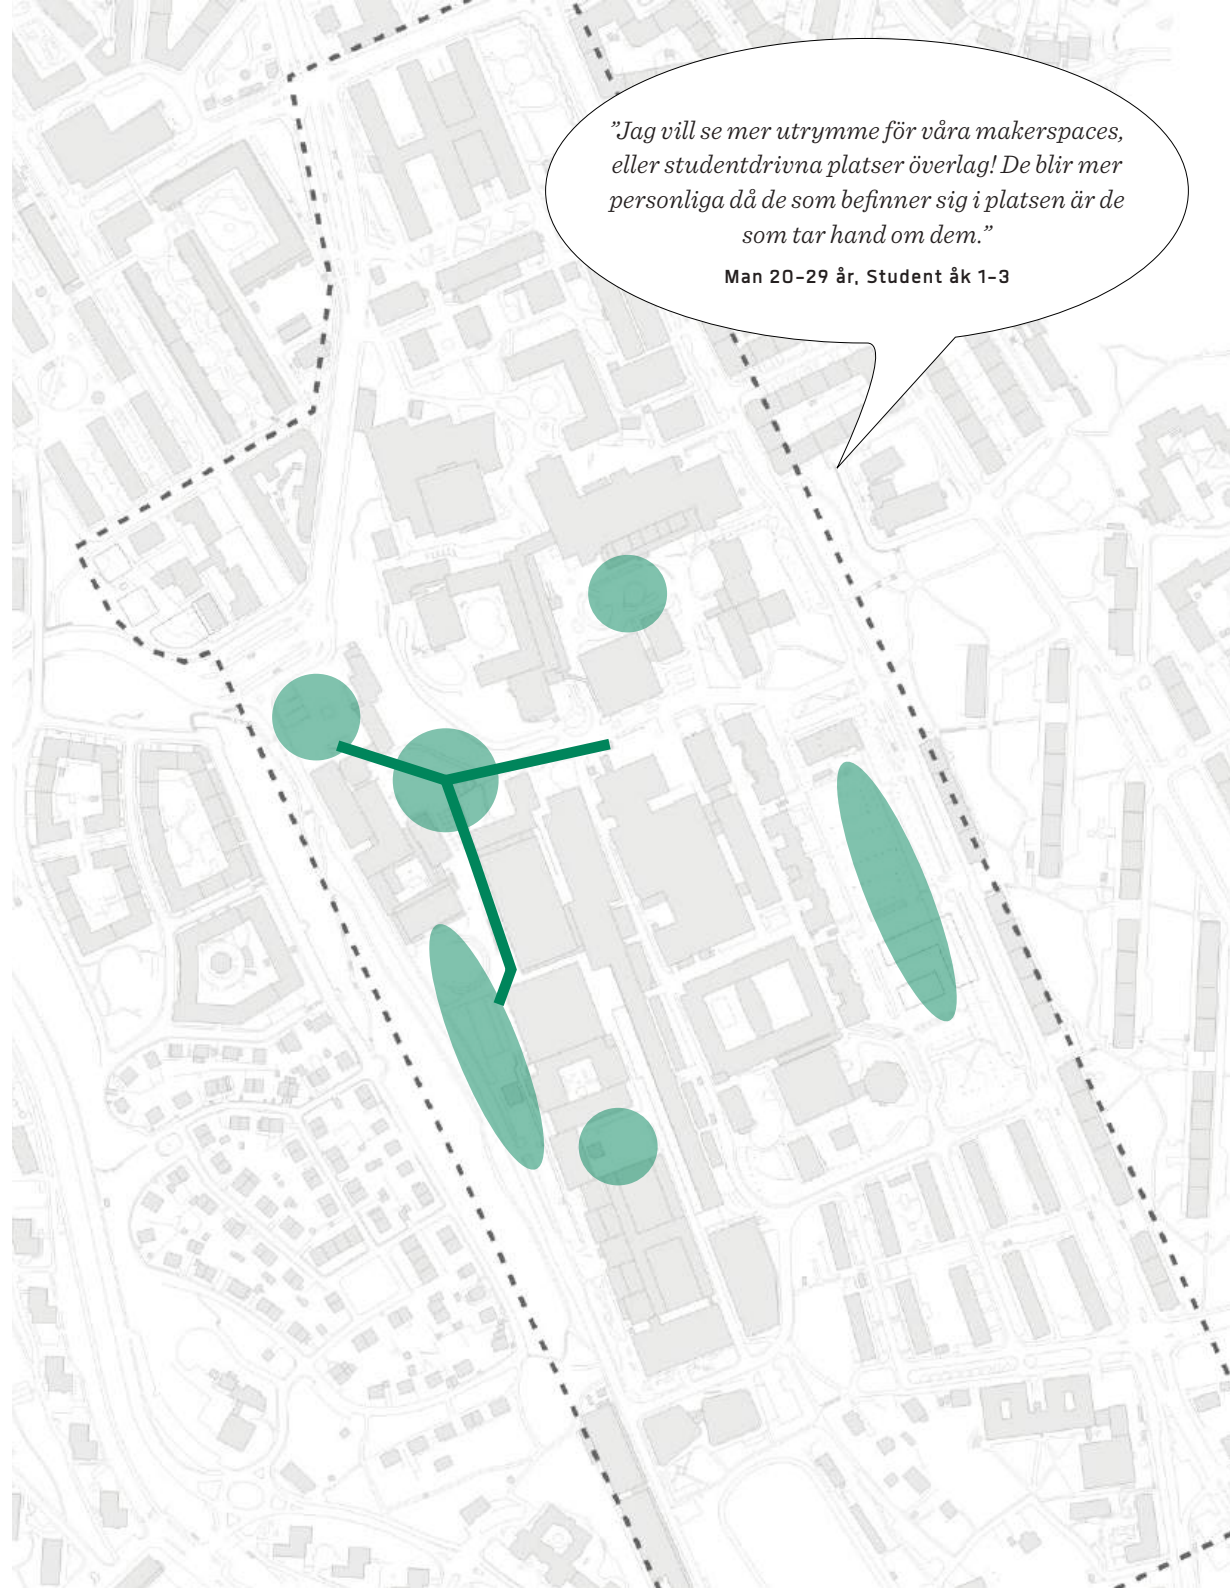 ”Jag vill se mer utrymme för våra makerspaces,
eller studentdrivna platser överlag! De blir mer
personliga då de som befinner sig i platsen är de
som tar hand om dem.”
Man 20-29 år, Student åk 1-3